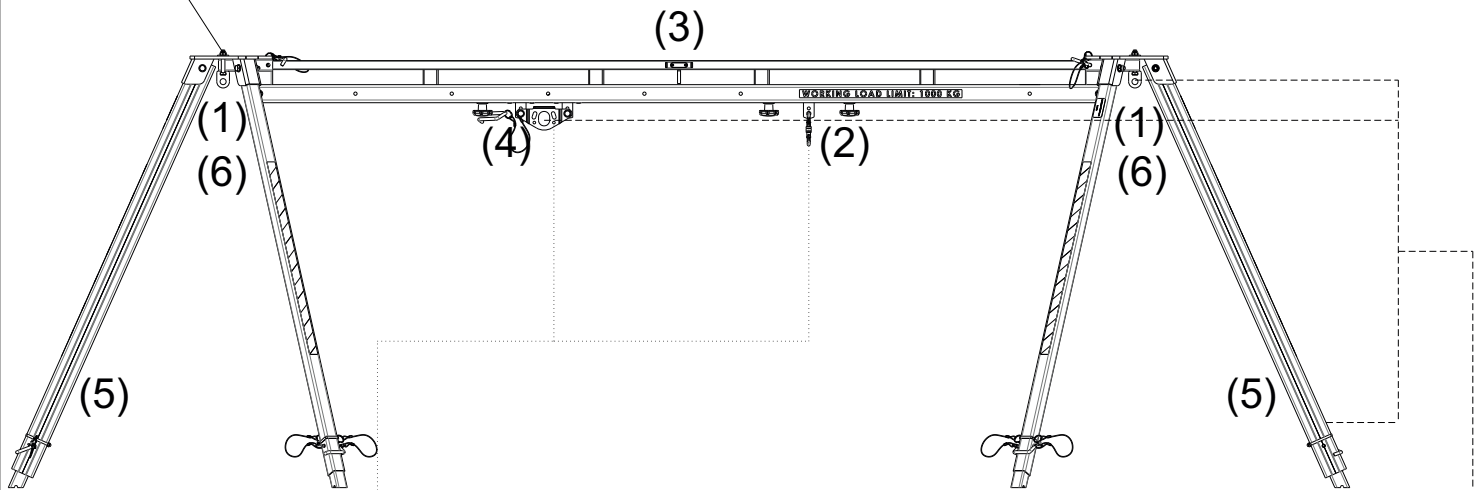 (3)
WORKING LOAD LIMIT: 1000 KG
(1) (4) (2) (1)
(6) (6)
(5) (5)